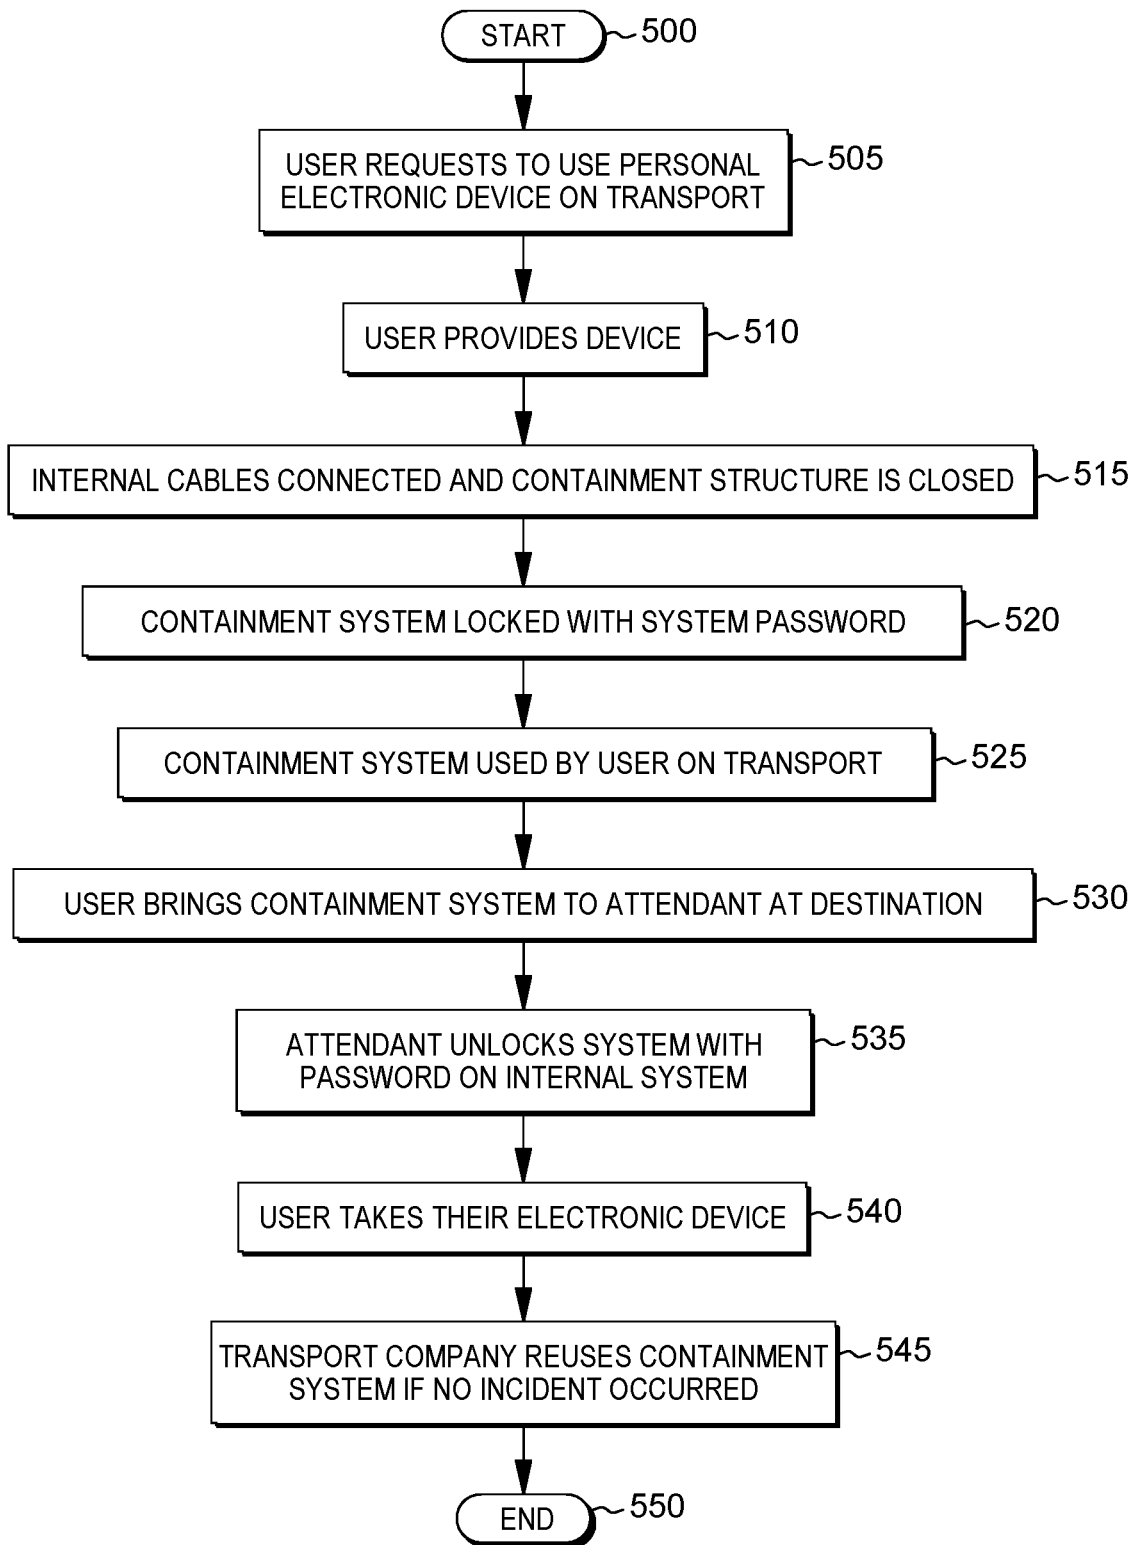 START
500
USER REQUESTS TO USE PERSONAL
ELECTRONIC DEVICE ON TRANSPORT
505
USER PROVIDES DEVICE
510
INTERNAL CABLES CONNECTED AND CONTAINMENT STRUCTURE IS CLOSED
515
CONTAINMENT SYSTEM LOCKED WITH SYSTEM PASSWORD
520
CONTAINMENT SYSTEM USED BY USER ON TRANSPORT
525
USER BRINGS CONTAINMENT SYSTEM TO ATTENDANT AT DESTINATION
530
ATTENDANT UNLOCKS SYSTEM WITH
PASSWORD ON INTERNAL SYSTEM
535
USER TAKES THEIR ELECTRONIC DEVICE
540
TRANSPORT COMPANY REUSES CONTAINMENT
SYSTEM IF NO INCIDENT OCCURRED
545
END
550